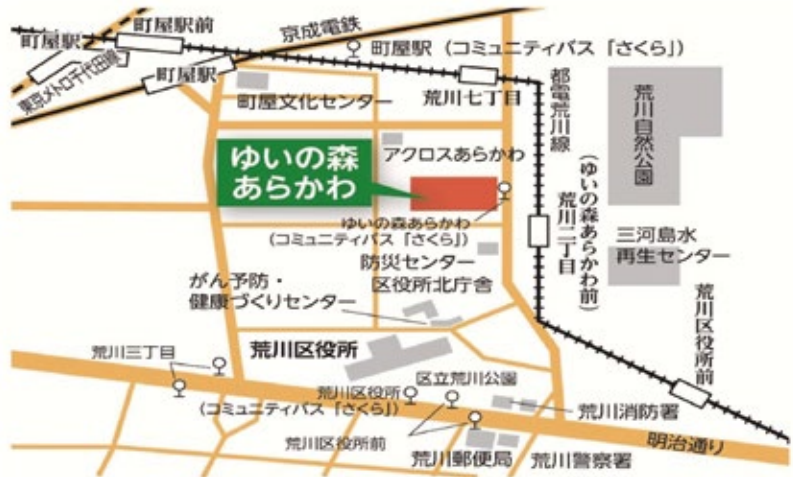 町屋駅前
京成電鉄
町屋駅
町屋駅（コミュニティバス「さくら」）
町屋駅
東京メトロ千代田線
町屋文化センター
荒川七丁目
都電荒川線
荒川自然公園
アクロスあらかわ
ゆいの森
あらかわ
ゆいの森あらかわ
（コミュニティバス「さくら」）
荒川二丁目
（ゆいの森あらかわ前）
三河島水
再生センター
防災センター
区役所北庁舎
がん予防・
健康づくりセンター
荒川区役所前
荒川三丁目
荒川区役所
荒川区役所
（コミュニティバス「さくら」）
区立荒川公園
荒川消防署
荒川区役所前
荒川郵便局
荒川警察署
明治通り